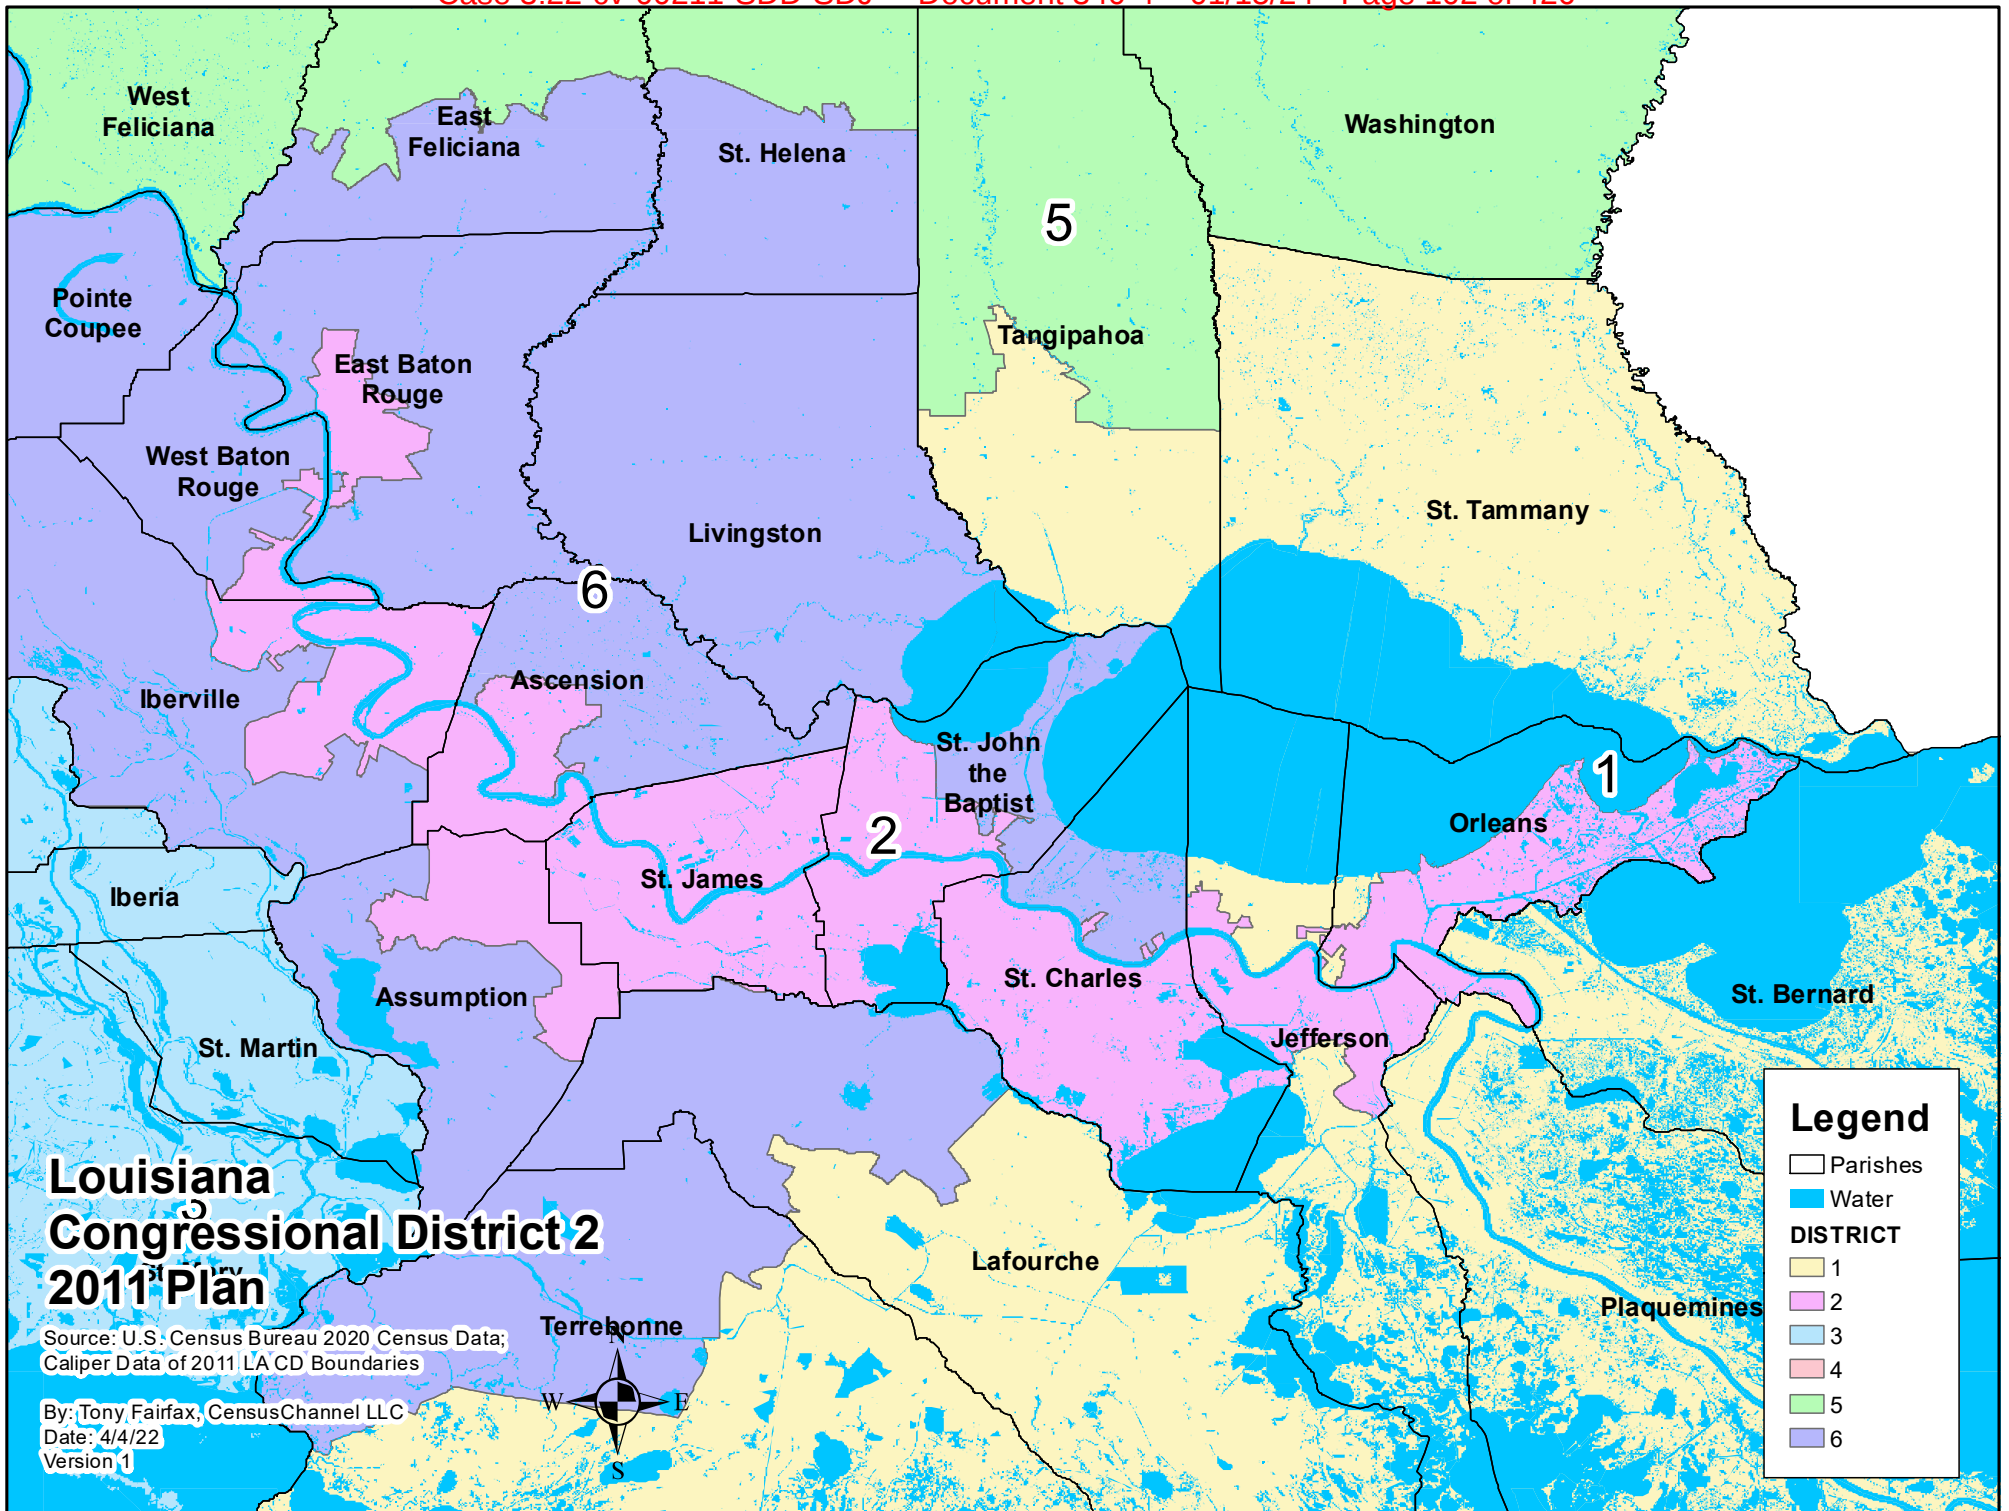 West
Feliciana
East
Feliciana
St. Helena
Washington
5
Pointe
Coupee
Tangipahoa
East Baton
Rouge
West Baton
Rouge
St. Tammany
Livingston
6
Iberville
Ascension
St. John
the
Baptist
1
Orleans
2
St. James
Iberia
St. Charles
Assumption
St. Bernard
Jefferson
St. Martin
Lafourche
Plaquemines
Terrebonne
N
W E
S
Louisiana
Congressional District 2
2011 Plan
Source: U.S. Census Bureau 2020 Census Data;
Caliper Data of 2011 LA CD Boundaries
By: Tony Fairfax, CensusChannel LLC
Date: 4/4/22
Version 1
Legend
Parishes
Water
DISTRICT
1
2
3
4
5
6